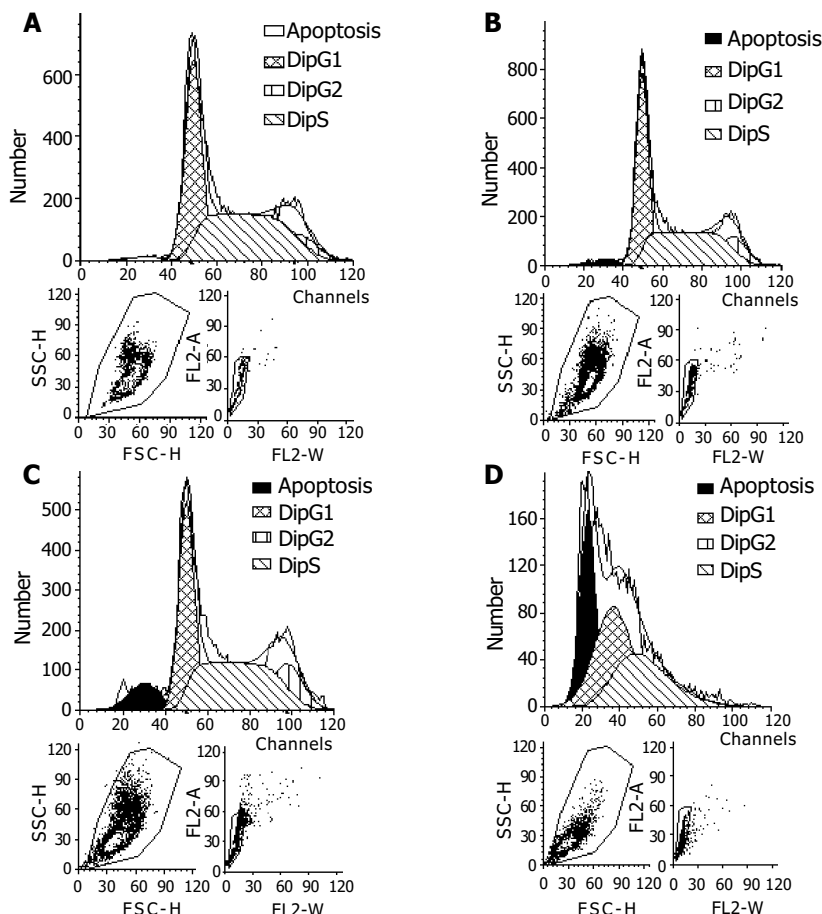 A
Number
600
400
200
0
0 20 40 60 80 100 120
Channels
Apoptosis
DipG1
DipG2
DipS
SSC-H
120
90
60
30
0
0 30 60 90 120
FSC-H
FL2-A
120
90
60
30
0
0 30 60 90 120
FL2-W
B
Number
800
600
400
200
0
0 20 40 60 80 100 120
Channels
Apoptosis
DipG1
DipG2
DipS
SSC-H
120
90
60
30
0
0 30 60 90 120
FSC-H
FL2-A
120
90
60
30
0
0 30 60 90 120
FL2-W
C
Number
500
400
300
200
100
0
0 20 40 60 80 100 120
Channels
Apoptosis
DipG1
DipG2
DipS
SSC-H
120
90
60
30
0
0 30 60 90 120
FSC-H
FL2-A
120
90
60
30
0
0 30 60 90 120
FL2-W
D
Number
160
120
80
40
0
0 20 40 60 80 100 120
Channels
Apoptosis
DipG1
DipG2
DipS
SSC-H
120
90
60
30
0
0 30 60 90 120
FSC-H
FL2-A
120
90
60
30
0
0 30 60 90 120
FL2-W